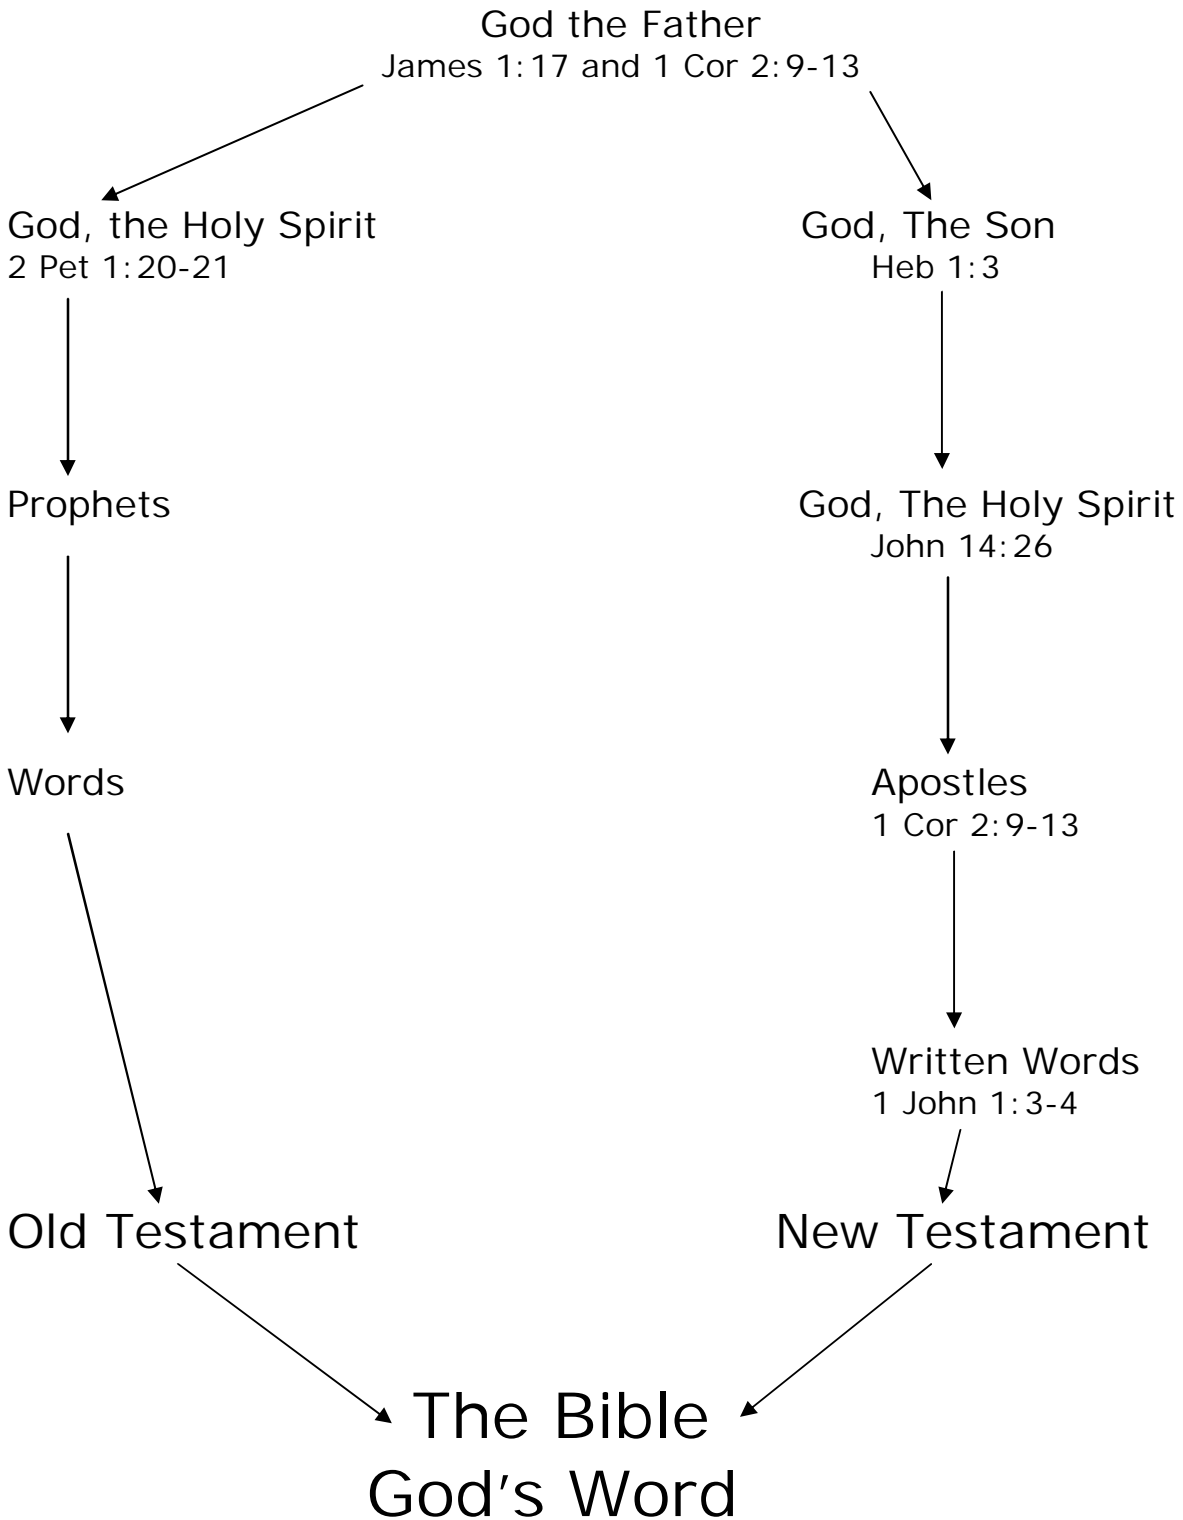 God the Father
James 1:17 and 1 Cor 2:9-13
God, the Holy Spirit
2 Pet 1:20-21
God, The Son
Heb 1:3
Prophets
God, The Holy Spirit
John 14:26
Words
Apostles
1 Cor 2:9-13
Written Words
1 John 1:3-4
Old Testament
New Testament
The Bible
God's Word